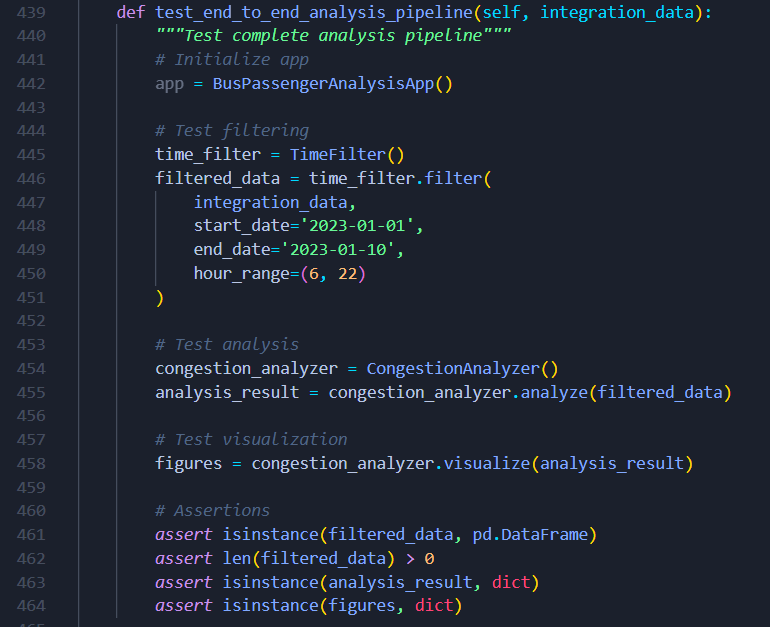 439 def test_end_to_end_analysis_pipeline(self, integration_data):
440 """Test complete analysis pipeline"""
441 # Initialize app
442 app = BusPassengerAnalysisApp()
443
444 # Test filtering
445 time_filter = TimeFilter()
446 filtered_data = time_filter.filter(
447 integration_data,
448 start_date='2023-01-01',
449 end_date='2023-01-10',
450 hour_range=(6, 22)
451 )
452
453 # Test analysis
454 congestion_analyzer = CongestionAnalyzer()
455 analysis_result = congestion_analyzer.analyze(filtered_data)
456
457 # Test visualization
458 figures = congestion_analyzer.visualize(analysis_result)
459
460 # Assertions
461 assert isinstance(filtered_data, pd.DataFrame)
462 assert len(filtered_data) > 0
463 assert isinstance(analysis_result, dict)
464 assert isinstance(figures, dict)
465